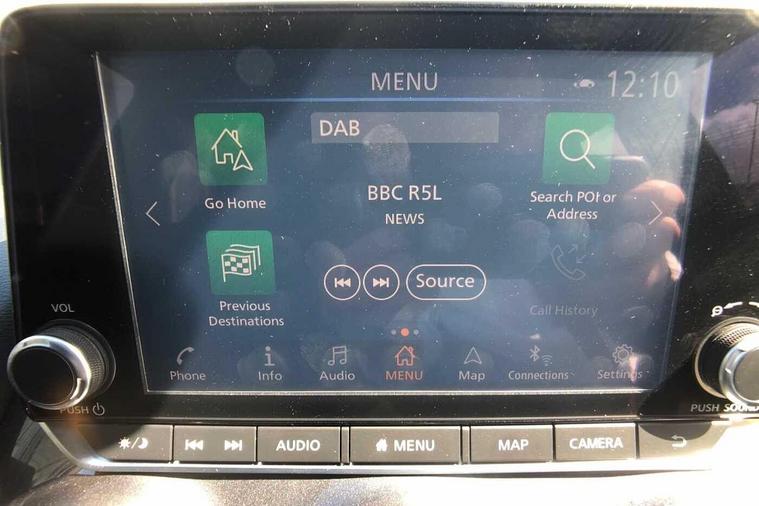 MENU
12:10
DAB
Go Home
BBC R5L
NEWS
Search POI or
Address
Previous
Destinations
Source
Call History
Phone
Info
Audio
MENU
Map
Connections
Settings
VOL
PUSH
PUSH SOUND
AUDIO
MENU
MAP
CAMERA